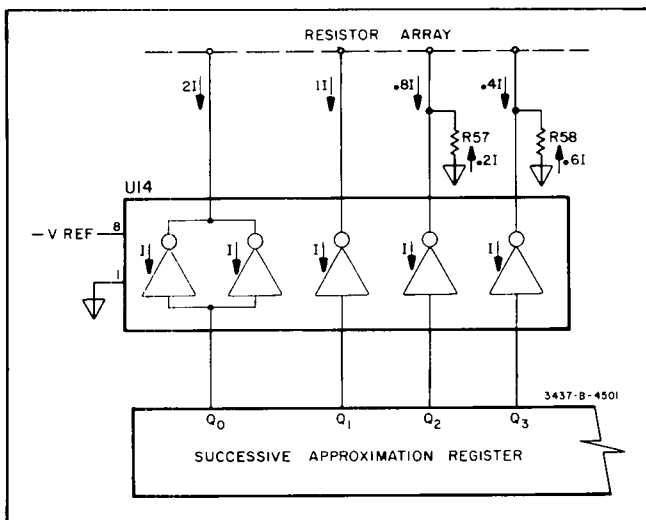 RESISTOR ARRAY
2I
1I
.8I
.4I
R57
.2I
R58
.6I
U14
-V REF
8
1
I
I
I
I
I
3437-B-4501
Q0
Q1
Q2
Q3
SUCCESSIVE APPROXIMATION REGISTER